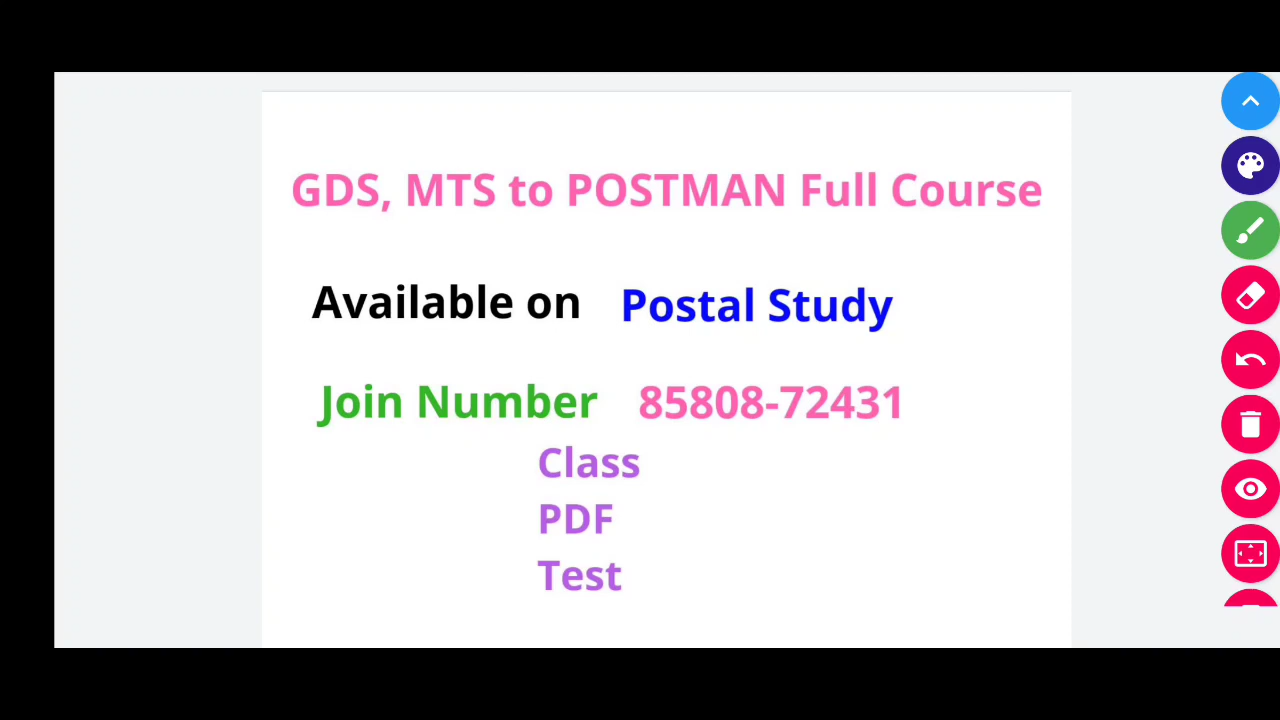 GDS, MTS to POSTMAN Full Course
Available on Postal Study
Join Number 85808-72431
Class
PDF
Test